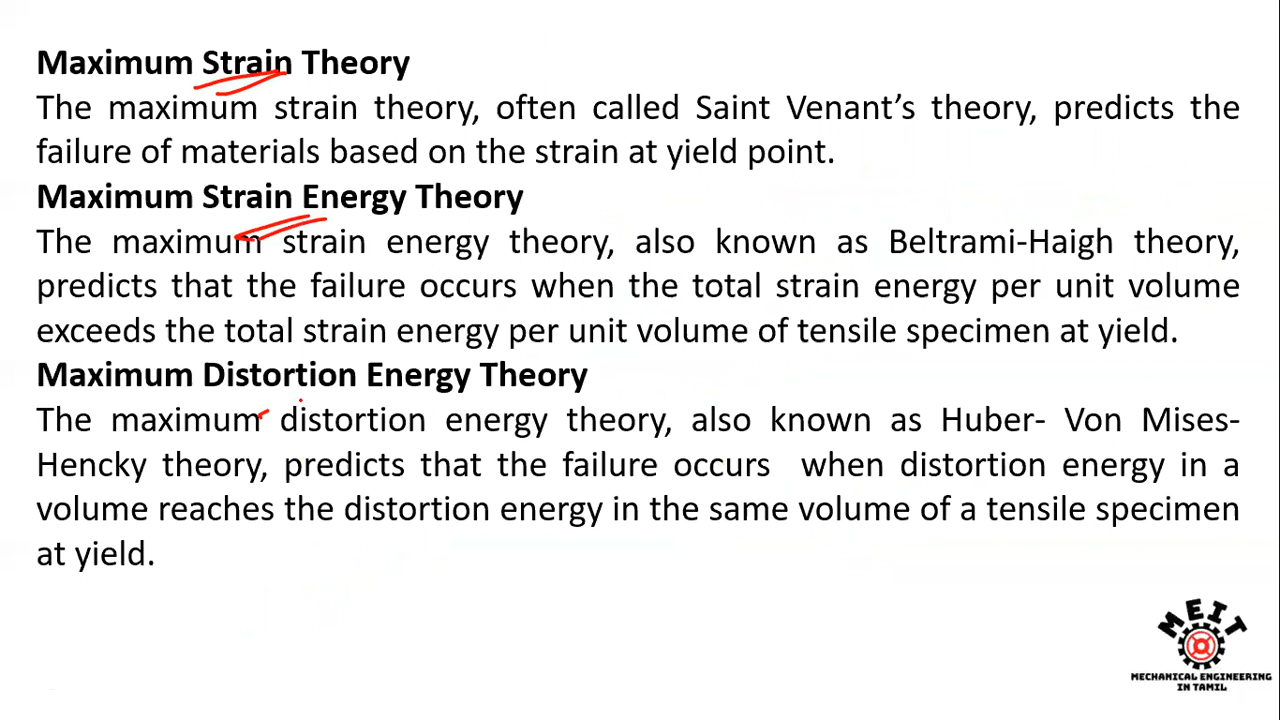 Maximum Strain Theory
The maximum strain theory, often called Saint Venant’s theory, predicts the
failure of materials based on the strain at yield point.
Maximum Strain Energy Theory
The maximum strain energy theory, also known as Beltrami-Haigh theory,
predicts that the failure occurs when the total strain energy per unit volume
exceeds the total strain energy per unit volume of tensile specimen at yield.
Maximum Distortion Energy Theory
The maximum distortion energy theory, also known as Huber- Von Mises-
Hencky theory, predicts that the failure occurs when distortion energy in a
volume reaches the distortion energy in the same volume of a tensile specimen
at yield.
MEIT
MECHANICAL ENGINEERING
IN TAMIL